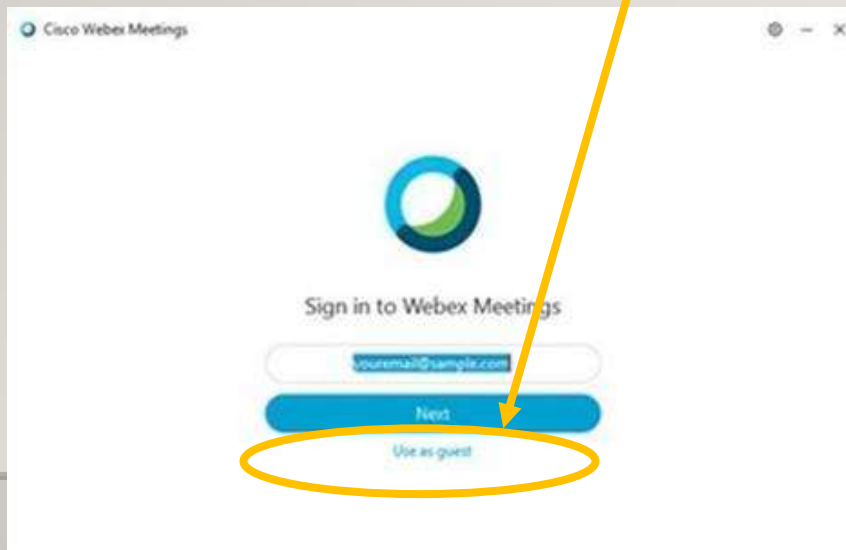 Cisco Webex Meetings
Sign in to Webex Meetings
youremail@sample.com
Next
Use as guest